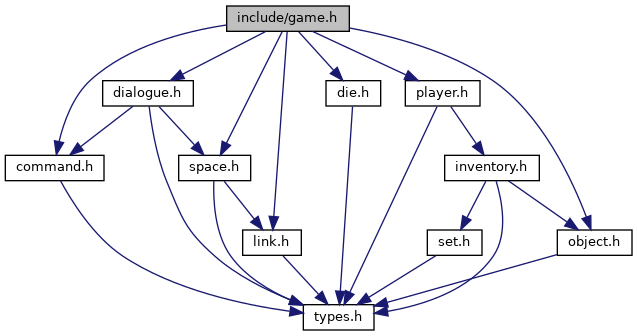 include/game.h
dialogue.h
die.h
player.h
command.h
space.h
inventory.h
link.h
set.h
object.h
types.h